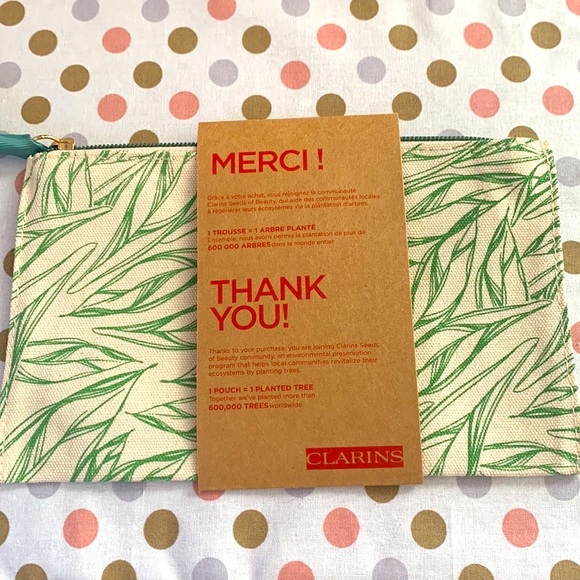 MERCI !
Grâce à votre achat, vous rejoignez la communauté
Clarins Seeds of Beauty, qui aide des communautés locales
à régénérer leurs écosystèmes via la plantation d'arbres.
1 TROUSSE = 1 ARBRE PLANTÉ
Ensemble, nous avons permis la plantation de plus de
600 000 ARBRES dans le monde entier
THANK
YOU!
Thanks to your purchase, you are joining Clarins Seeds
of Beauty community, an environmental preservation
program that helps local communities revitalize their
ecosystems by planting trees.
1 POUCH = 1 PLANTED TREE
Together we've planted more than
600,000 TREES worldwide
CLARINS